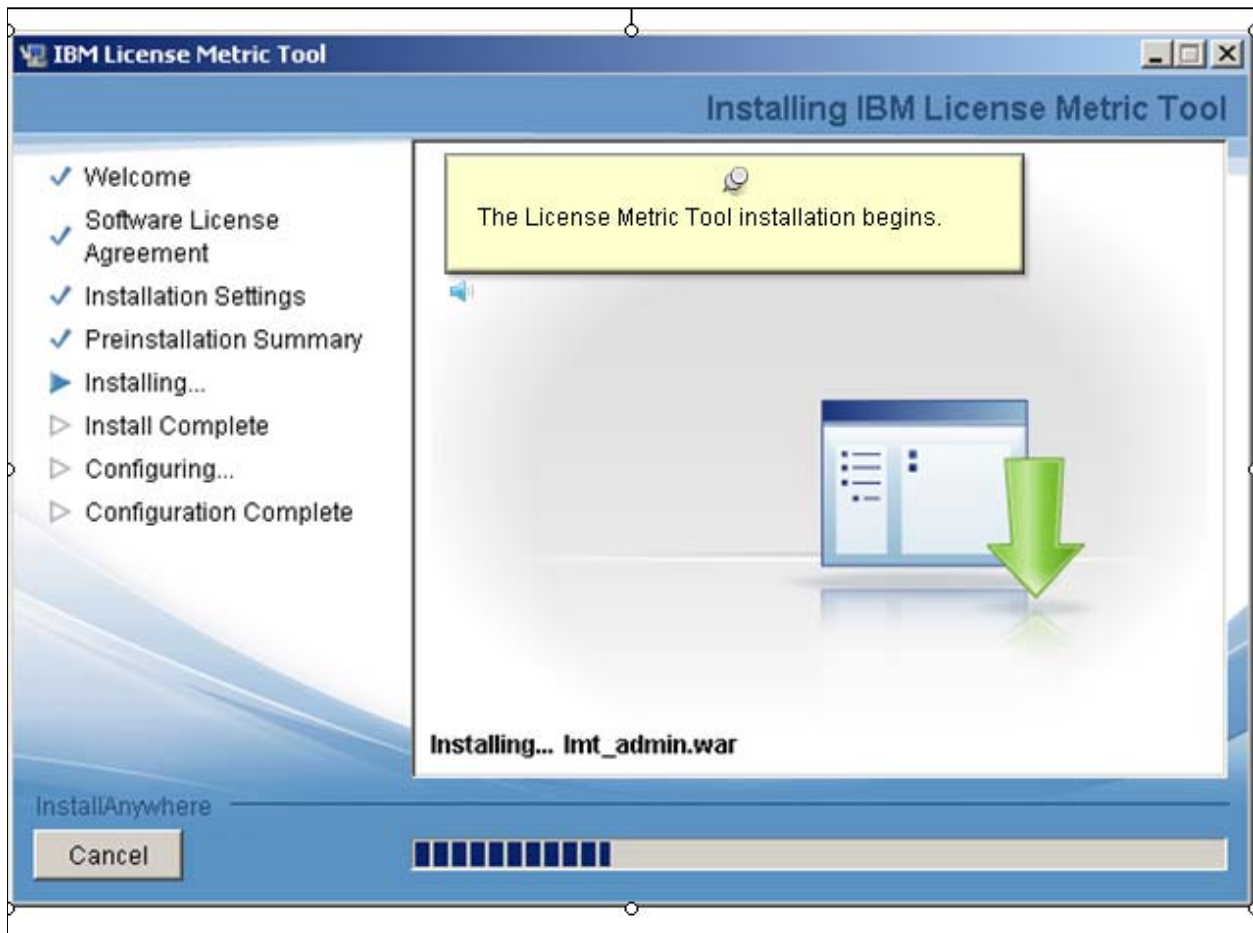 IBM License Metric Tool
Installing IBM License Metric Tool
Welcome
Software License
Agreement
Installation Settings
Preinstallation Summary
Installing...
Install Complete
Configuring...
Configuration Complete
The License Metric Tool installation begins.
Installing... lmt_admin.war
InstallAnywhere
Cancel